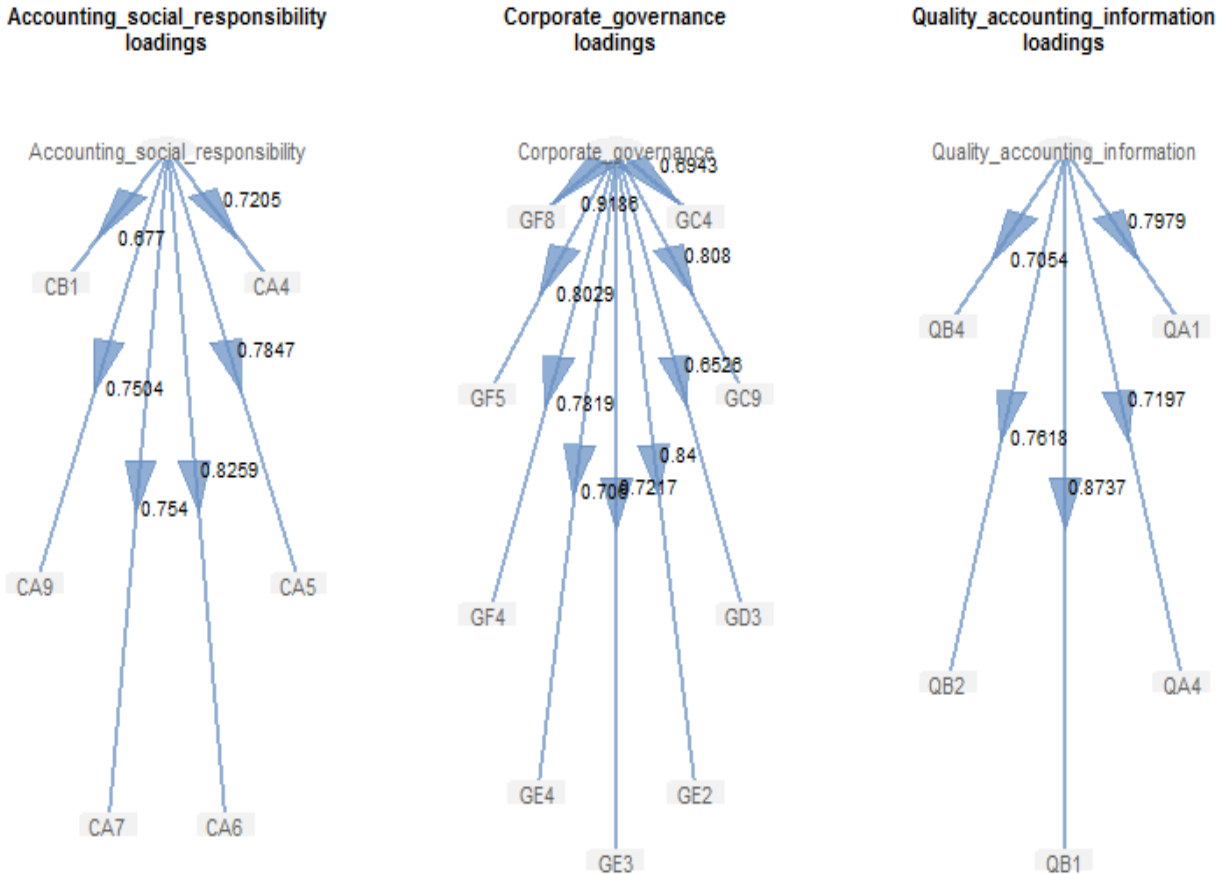 Accounting_social_responsibility
loadings
Accounting_social_responsibility
0.7205
0.677
CB1
CA4
0.7847
0.7504
0.8259
0.754
CA9
CA5
CA7
CA6
Corporate_governance
loadings
Corporate_governance
0.6943
0.9186
GF8
GC4
0.808
0.8029
0.6526
0.7819
GF5
GC9
0.84
0.706
0.7217
GF4
GD3
GE4
GE2
GE3
Quality_accounting_information
loadings
Quality_accounting_information
0.7979
0.7054
QB4
QA1
0.7197
0.7618
0.8737
QB2
QA4
QB1